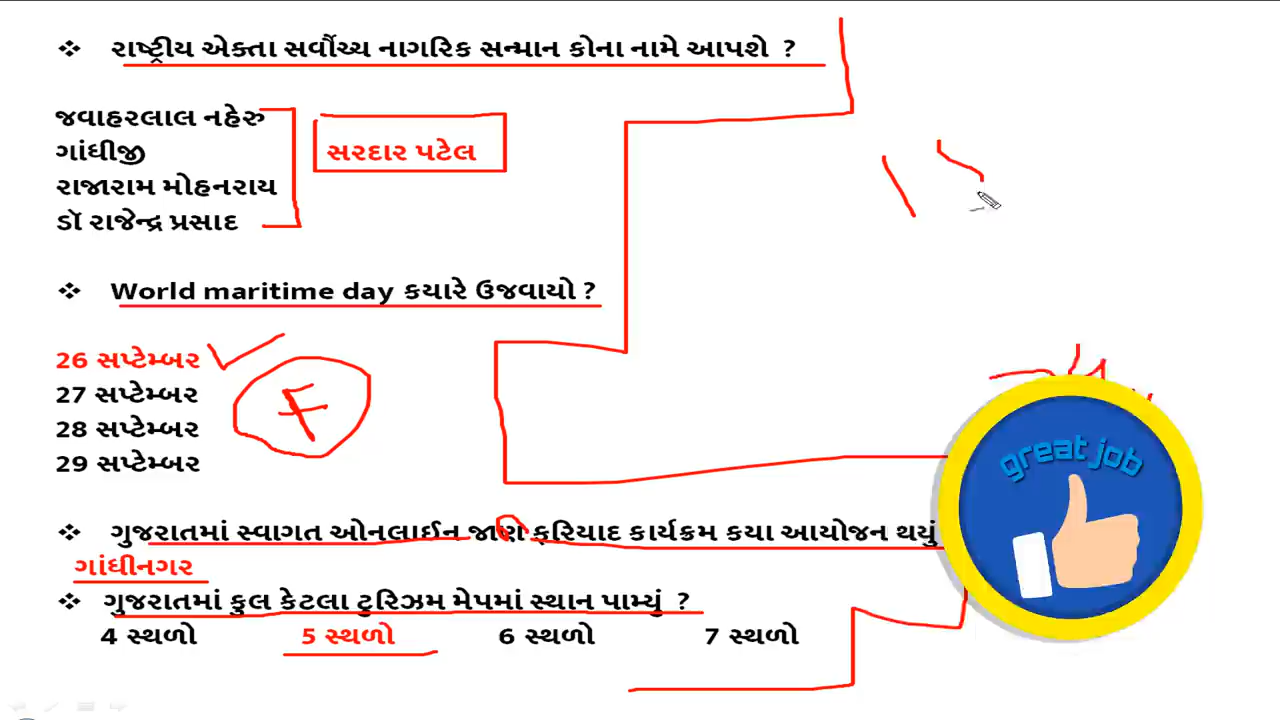 ❖ રાષ્ટ્રીય એકતા સર્વોચ્ચ નાગરિક સન્માન કોના નામે આપશે ?
જવાહરલાલ નહેરુ
ગાંધીજી
સરદાર પટેલ
રાજારામ મોહનરાય
ડૉ રાજેન્દ્ર પ્રસાદ
❖ World maritime day કયારે ઉજવાયો ?
26 સપ્ટેમ્બર
27 સપ્ટેમ્બર
F
28 સપ્ટેમ્બર
29 સપ્ટેમ્બર
great job
❖ ગુજરાતમાં સ્વાગત ઓનલાઈન જારા ફરિયાદ કાર્યક્રમ કયા આયોજન થયું
ગાંધીનગર
❖ ગુજરાતમાં કુલ કેટલા ટુરિઝમ મેપમાં સ્થાન પામ્યું ?
4 સ્થળો 5 સ્થળો 6 સ્થળો 7 સ્થળો